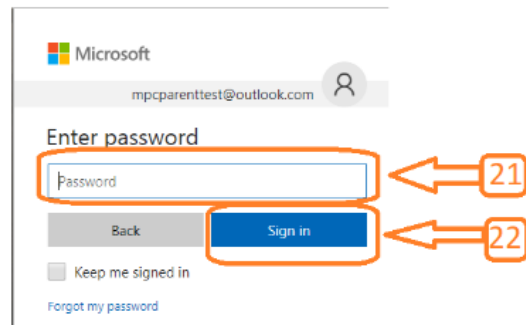 Microsoft
mpcparenttest@outlook.com
Enter password
Password
21
Back
Sign in
22
Keep me signed in
Forgot my password